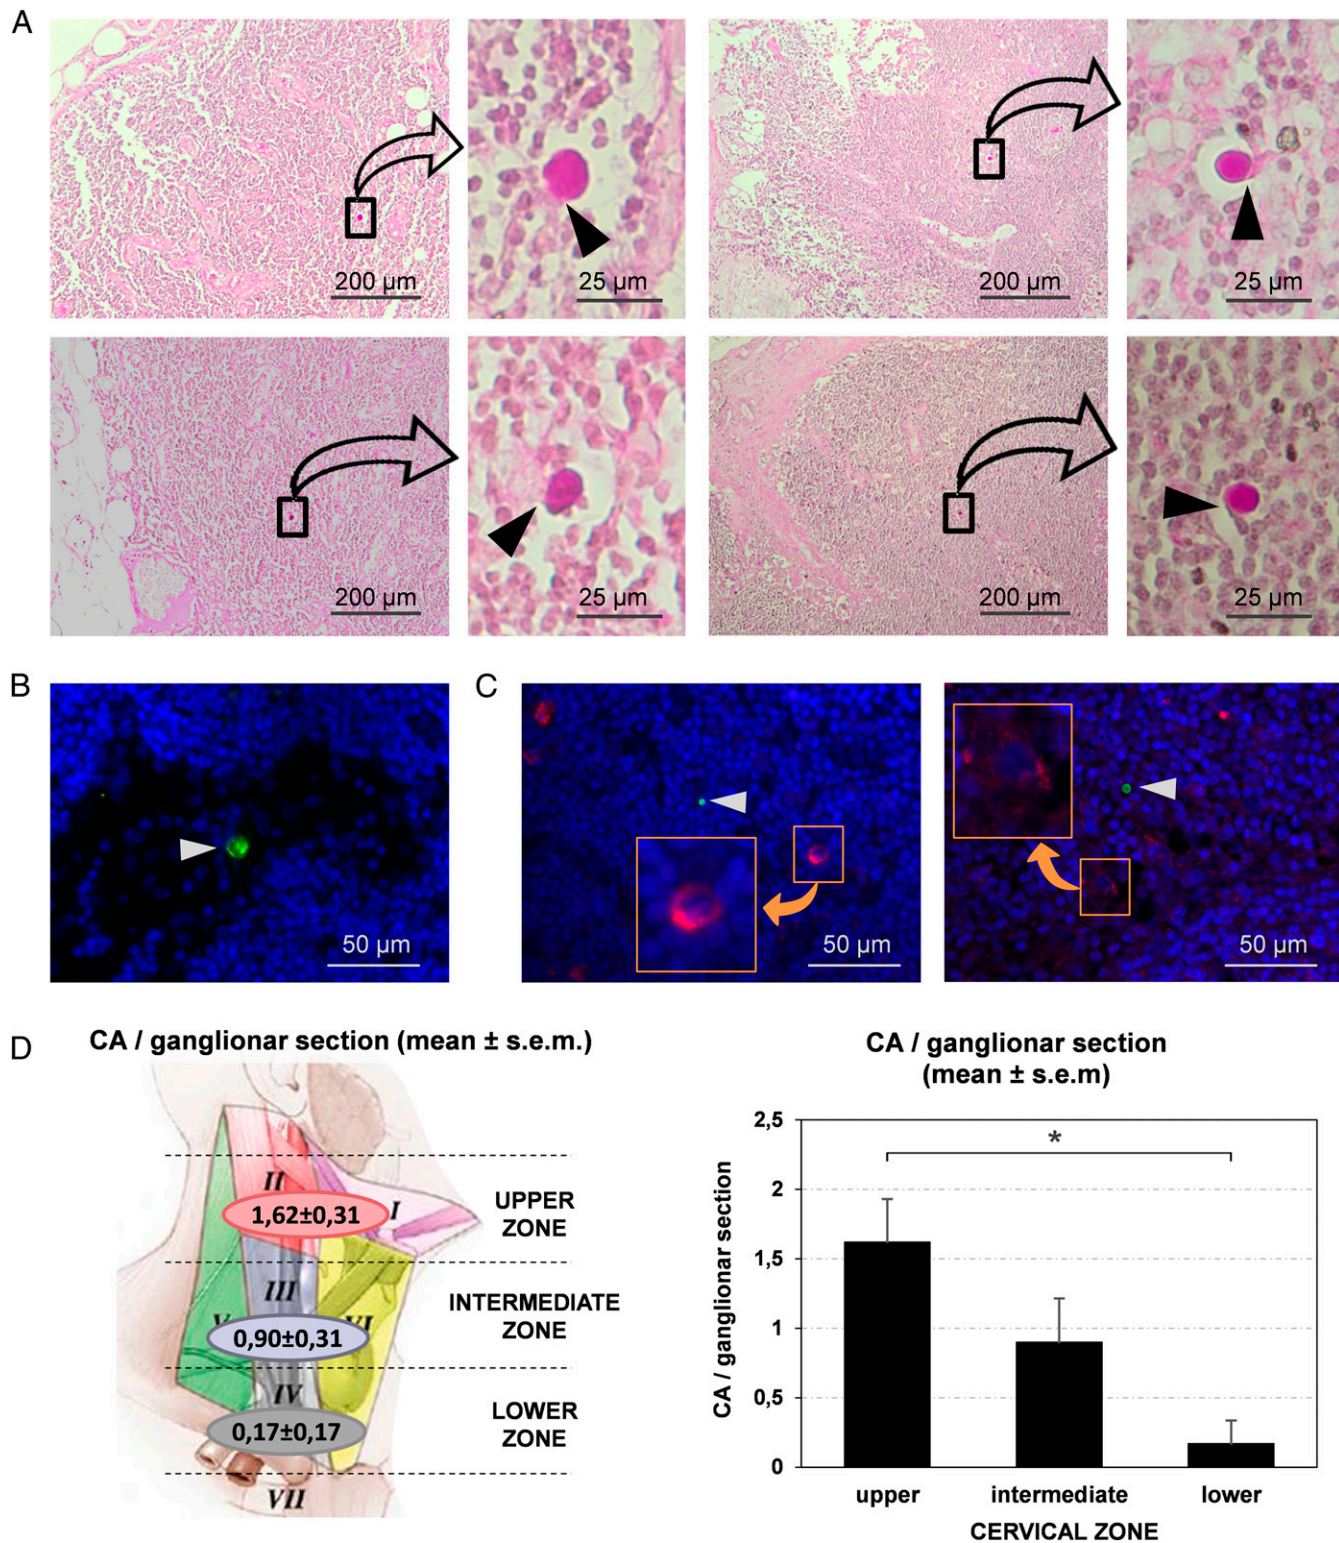 A
200 µm
25 µm
200 µm
25 µm
200 µm
25 µm
200 µm
25 µm
B
C
50 µm
50 µm
50 µm
D
CA / ganglionar section (mean ± s.e.m.)
II
I
1,62±0,31
UPPER
ZONE
III
V
VI
0,90±0,31
INTERMEDIATE
ZONE
IV
0,17±0,17
LOWER
ZONE
VII
CA / ganglionar section
(mean ± s.e.m)
CA / ganglionar section
2,5
2
1,5
1
0,5
0
*
upper
intermediate
lower
CERVICAL ZONE